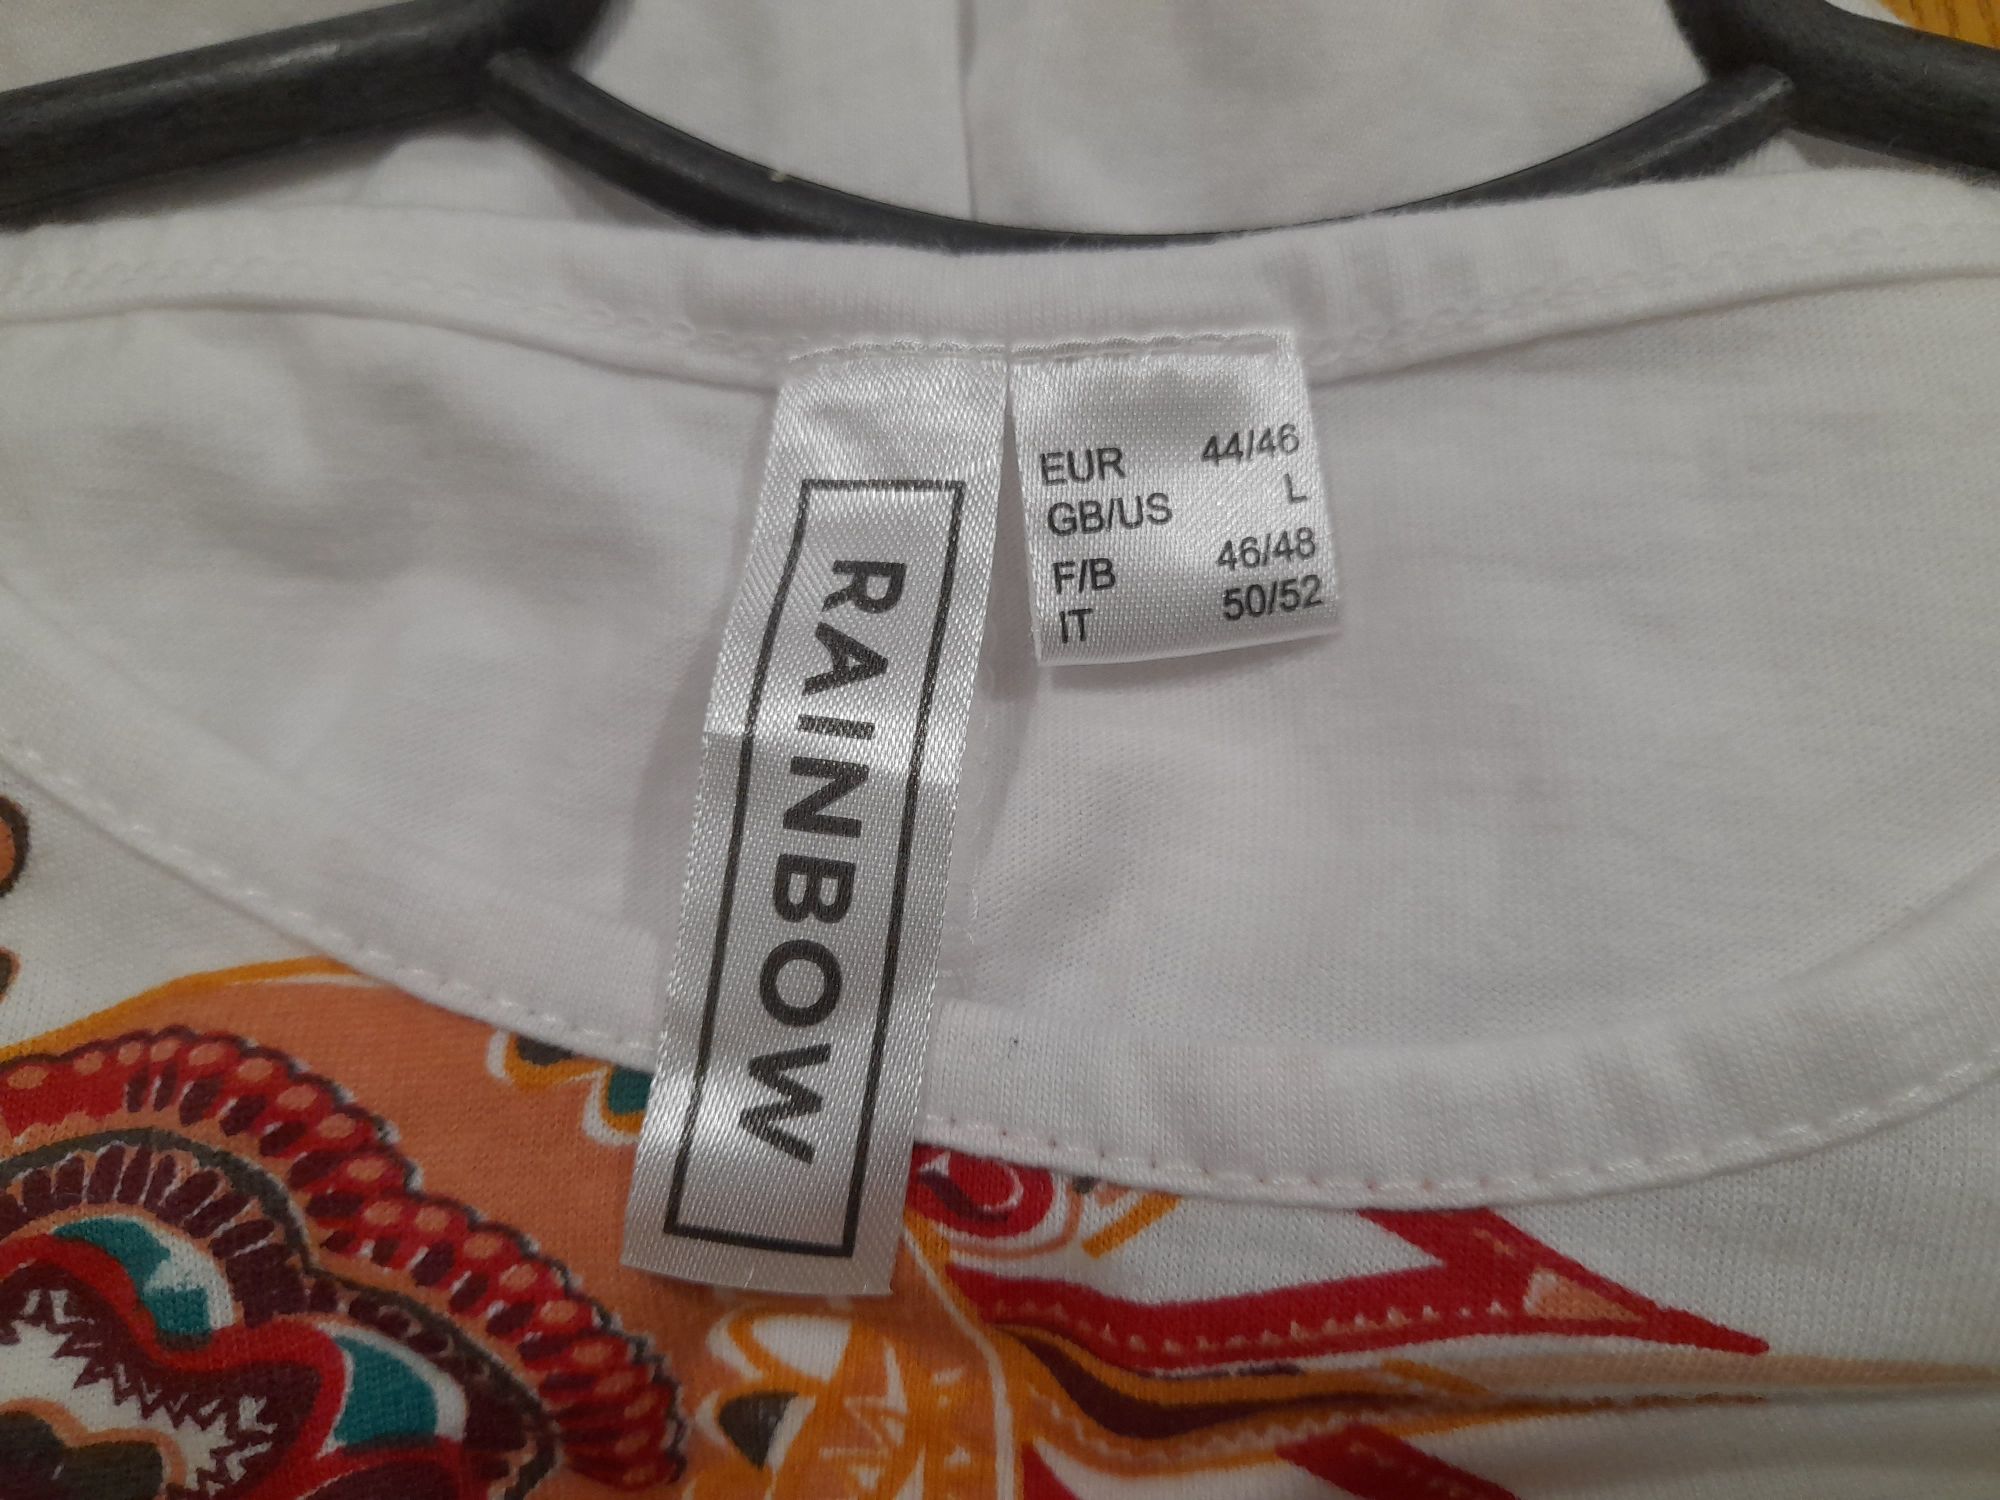 RAINBOW
EUR 44/46
GB/US L
F/B 46/48
IT 50/52